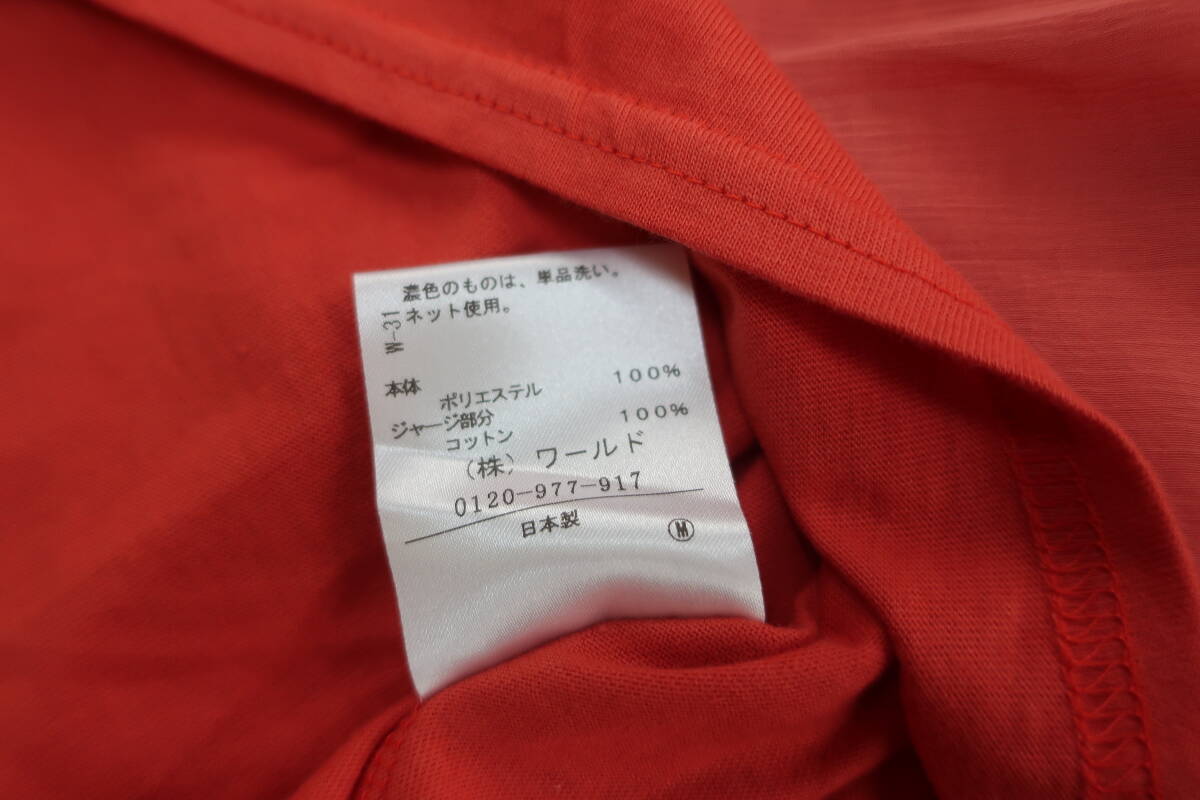 濃色のものは、単品洗い。
ネット使用。
W-31
本体
ポリエステル 100%
ジャージ部分
コットン 100%
(株) ワールド
0120-977-917
日本製 Ⓜ